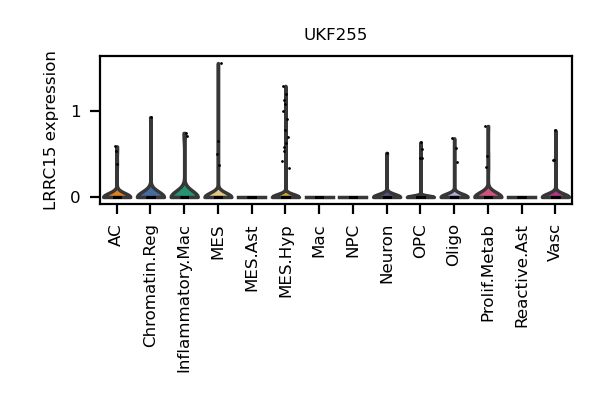 UKF255
LRRC15 expression
1
0
AC
Chromatin.Reg
Inflammatory.Mac
MES
MES.Ast
MES.Hyp
Mac
NPC
Neuron
OPC
Oligo
Prolif.Metab
Reactive.Ast
Vasc